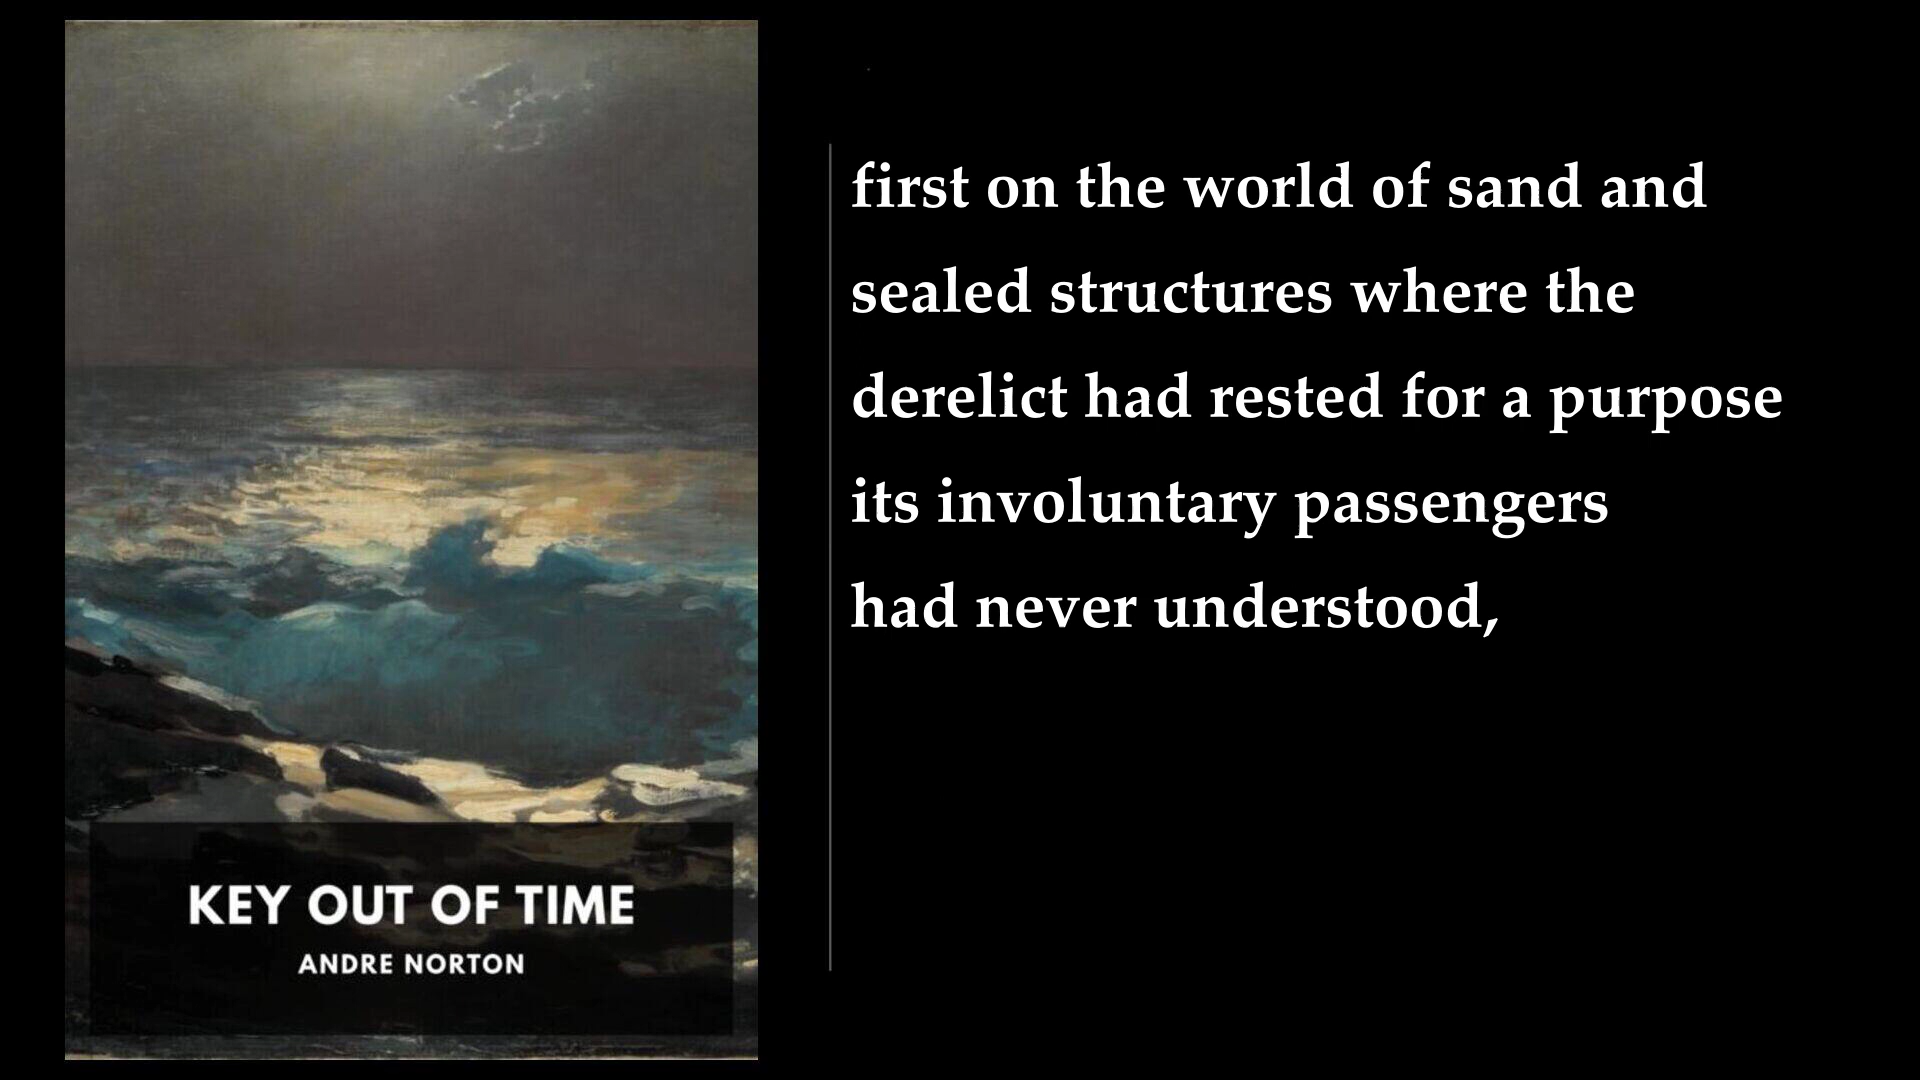 first on the world of sand and
sealed structures where the
derelict had rested for a purpose
its involuntary passengers
had never understood,
KEY OUT OF TIME
ANDRE NORTON